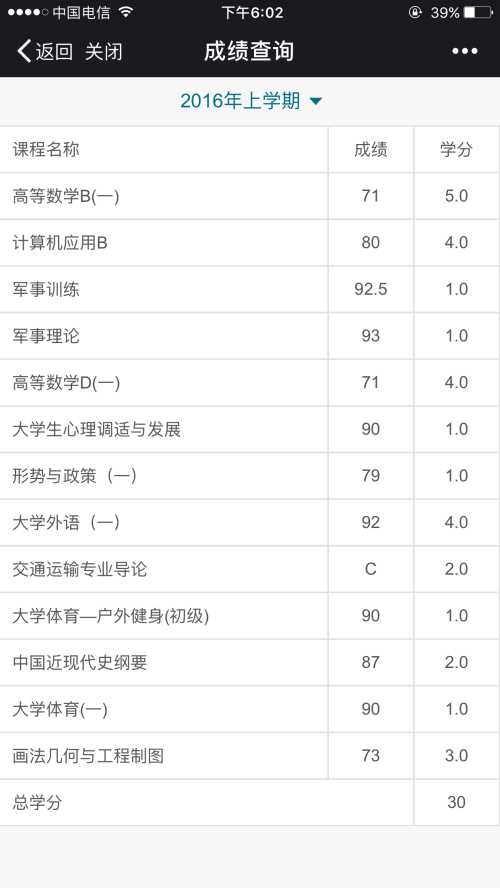 中国电信 下午6:02 39%
返回 关闭 成绩查询
2016年上学期
课程名称 成绩 学分
高等数学B(一) 71 5.0
计算机应用B 80 4.0
军事训练 92.5 1.0
军事理论 93 1.0
高等数学D(一) 71 4.0
大学生心理调适与发展 90 1.0
形势与政策（一） 79 1.0
大学外语（一） 92 4.0
交通运输专业导论 C 2.0
大学体育—户外健身(初级) 90 1.0
中国近现代史纲要 87 2.0
大学体育(一) 90 1.0
画法几何与工程制图 73 3.0
总学分 30